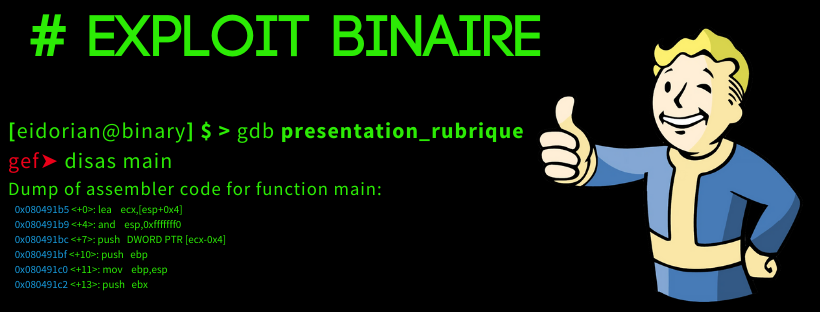 # EXPLOIT BINAIRE
[eidorian@binary] $ > gdb presentation_rubrique
gef➤ disas main
Dump of assembler code for function main:
0x080491b5 <+0>: lea ecx,[esp+0x4]
0x080491b9 <+4>: and esp,0xfffffff0
0x080491bc <+7>: push DWORD PTR [ecx-0x4]
0x080491bf <+10>: push ebp
0x080491c0 <+11>: mov ebp,esp
0x080491c2 <+13>: push ebx